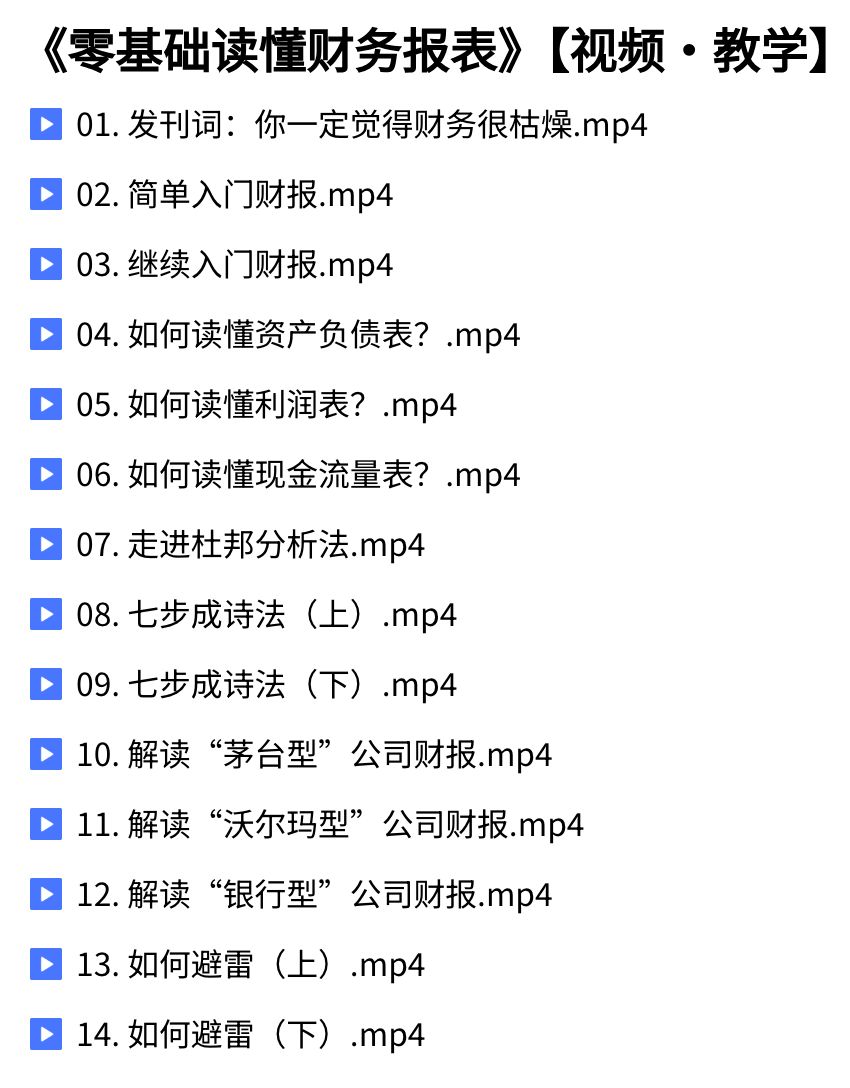 《零基础读懂财务报表》【视频・教学】
01. 发刊词：你一定觉得财务很枯燥.mp4
02. 简单入门财报.mp4
03. 继续入门财报.mp4
04. 如何读懂资产负债表？.mp4
05. 如何读懂利润表？.mp4
06. 如何读懂现金流量表？.mp4
07. 走进杜邦分析法.mp4
08. 七步成诗法（上）.mp4
09. 七步成诗法（下）.mp4
10. 解读“茅台型”公司财报.mp4
11. 解读“沃尔玛型”公司财报.mp4
12. 解读“银行型”公司财报.mp4
13. 如何避雷（上）.mp4
14. 如何避雷（下）.mp4